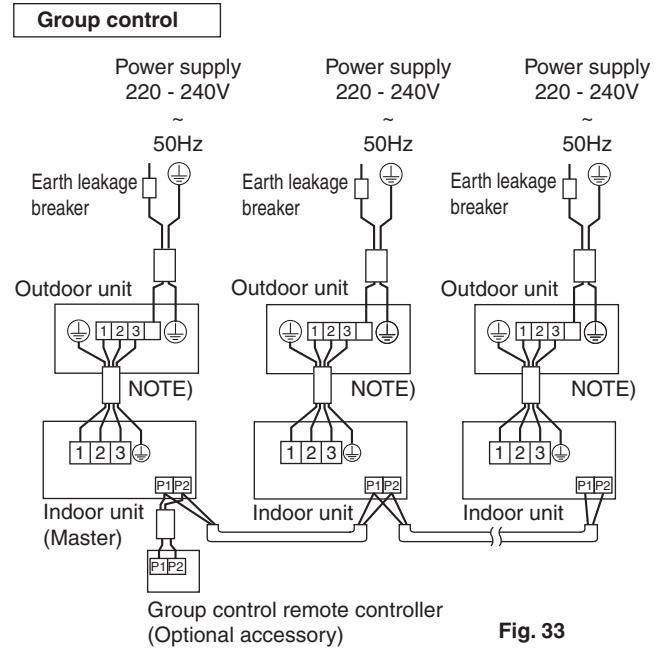 Group control
Power supply
220 - 240V
~
50Hz
Power supply
220 - 240V
~
50Hz
Power supply
220 - 240V
~
50Hz
Earth leakage
breaker
Earth leakage
breaker
Earth leakage
breaker
Outdoor unit
Outdoor unit
Outdoor unit
1 2 3
1 2 3
1 2 3
NOTE)
NOTE)
NOTE)
1 2 3
1 2 3
1 2 3
P1 P2
P1 P2
P1 P2
Indoor unit
(Master)
Indoor unit
Indoor unit
P1 P2
Group control remote controller
(Optional accessory)
Fig. 33